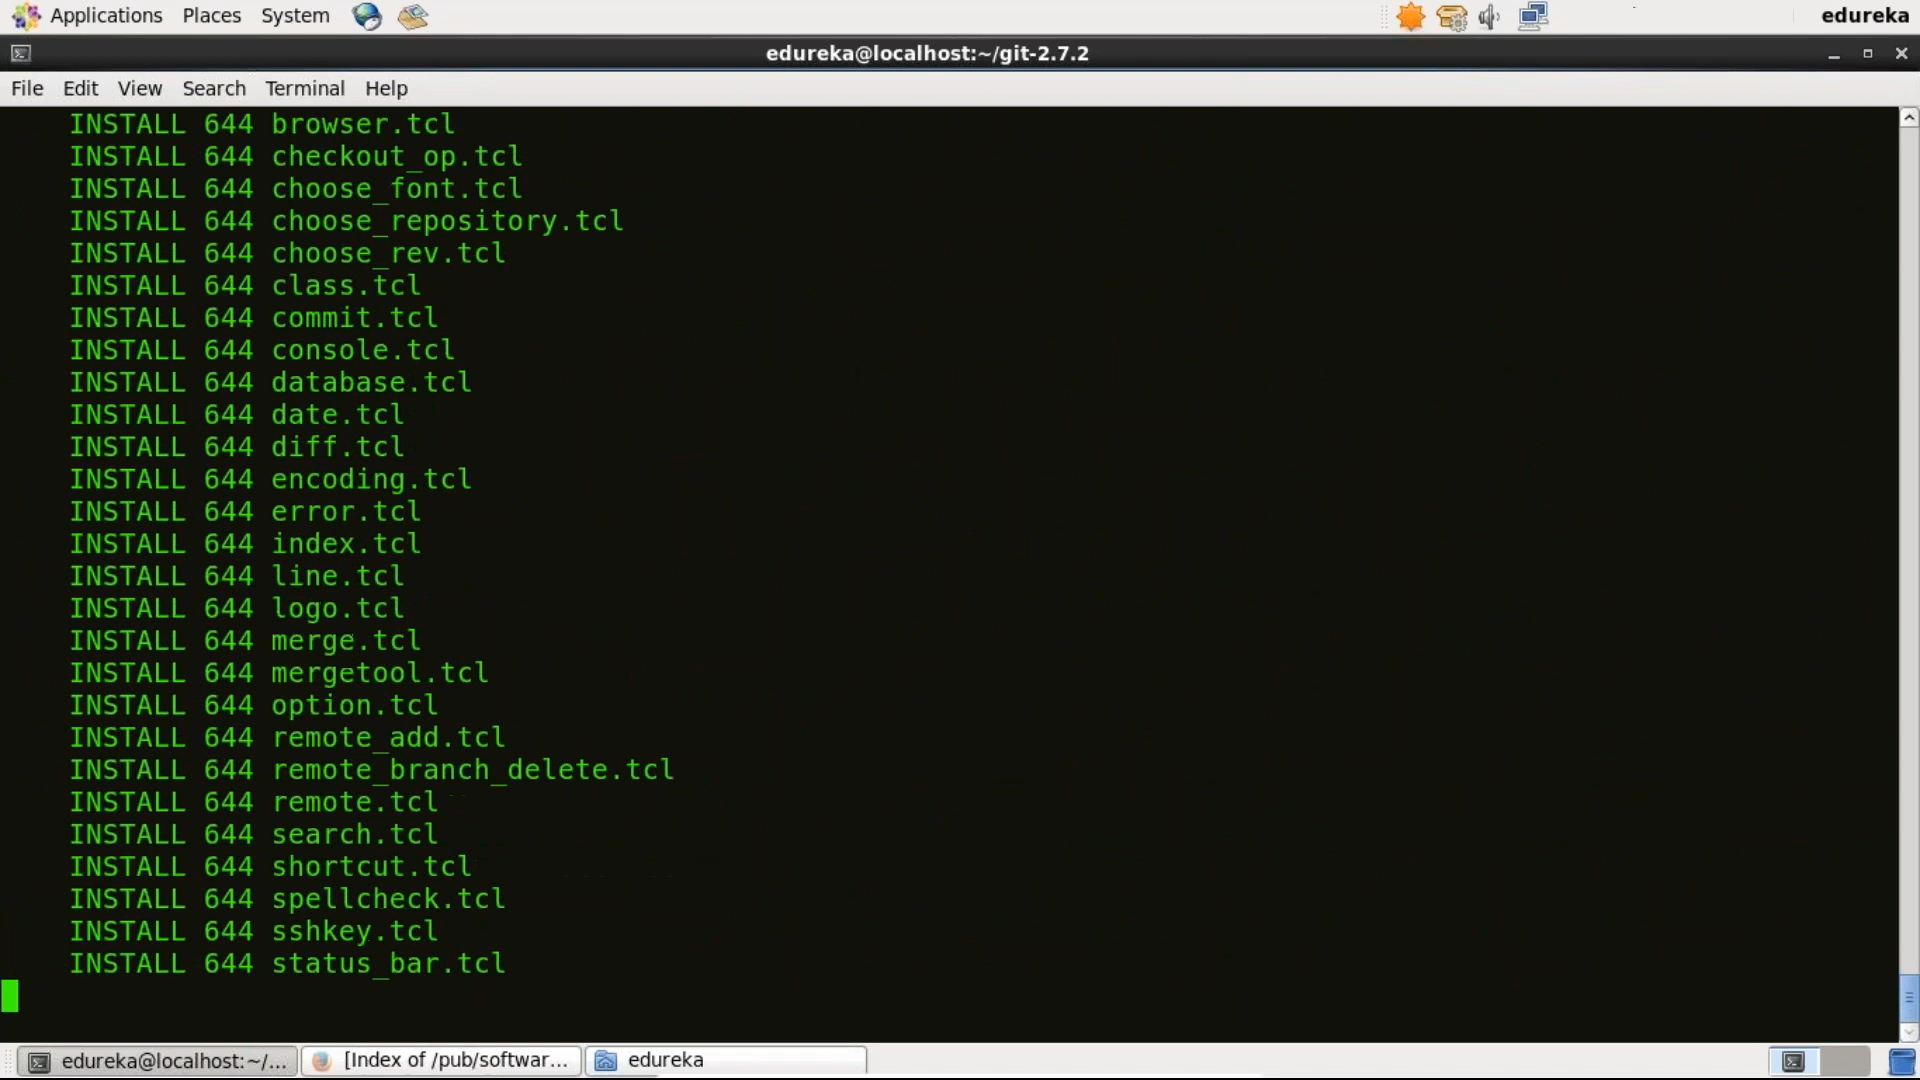 Applications Places System edureka
edureka@localhost:~/git-2.7.2
File Edit View Search Terminal Help
INSTALL 644 browser.tcl
INSTALL 644 checkout_op.tcl
INSTALL 644 choose_font.tcl
INSTALL 644 choose_repository.tcl
INSTALL 644 choose_rev.tcl
INSTALL 644 class.tcl
INSTALL 644 commit.tcl
INSTALL 644 console.tcl
INSTALL 644 database.tcl
INSTALL 644 date.tcl
INSTALL 644 diff.tcl
INSTALL 644 encoding.tcl
INSTALL 644 error.tcl
INSTALL 644 index.tcl
INSTALL 644 line.tcl
INSTALL 644 logo.tcl
INSTALL 644 merge.tcl
INSTALL 644 mergetool.tcl
INSTALL 644 option.tcl
INSTALL 644 remote_add.tcl
INSTALL 644 remote_branch_delete.tcl
INSTALL 644 remote.tcl
INSTALL 644 search.tcl
INSTALL 644 shortcut.tcl
INSTALL 644 spellcheck.tcl
INSTALL 644 sshkey.tcl
INSTALL 644 status_bar.tcl
edureka@localhost:~/... [Index of /pub/softwar... edureka